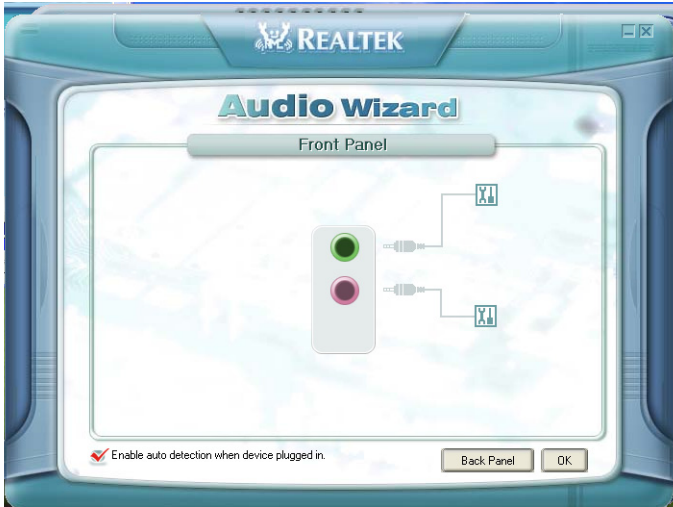 REALTEK
Audio Wizard
Front Panel
Enable auto detection when device plugged in.
Back Panel
OK